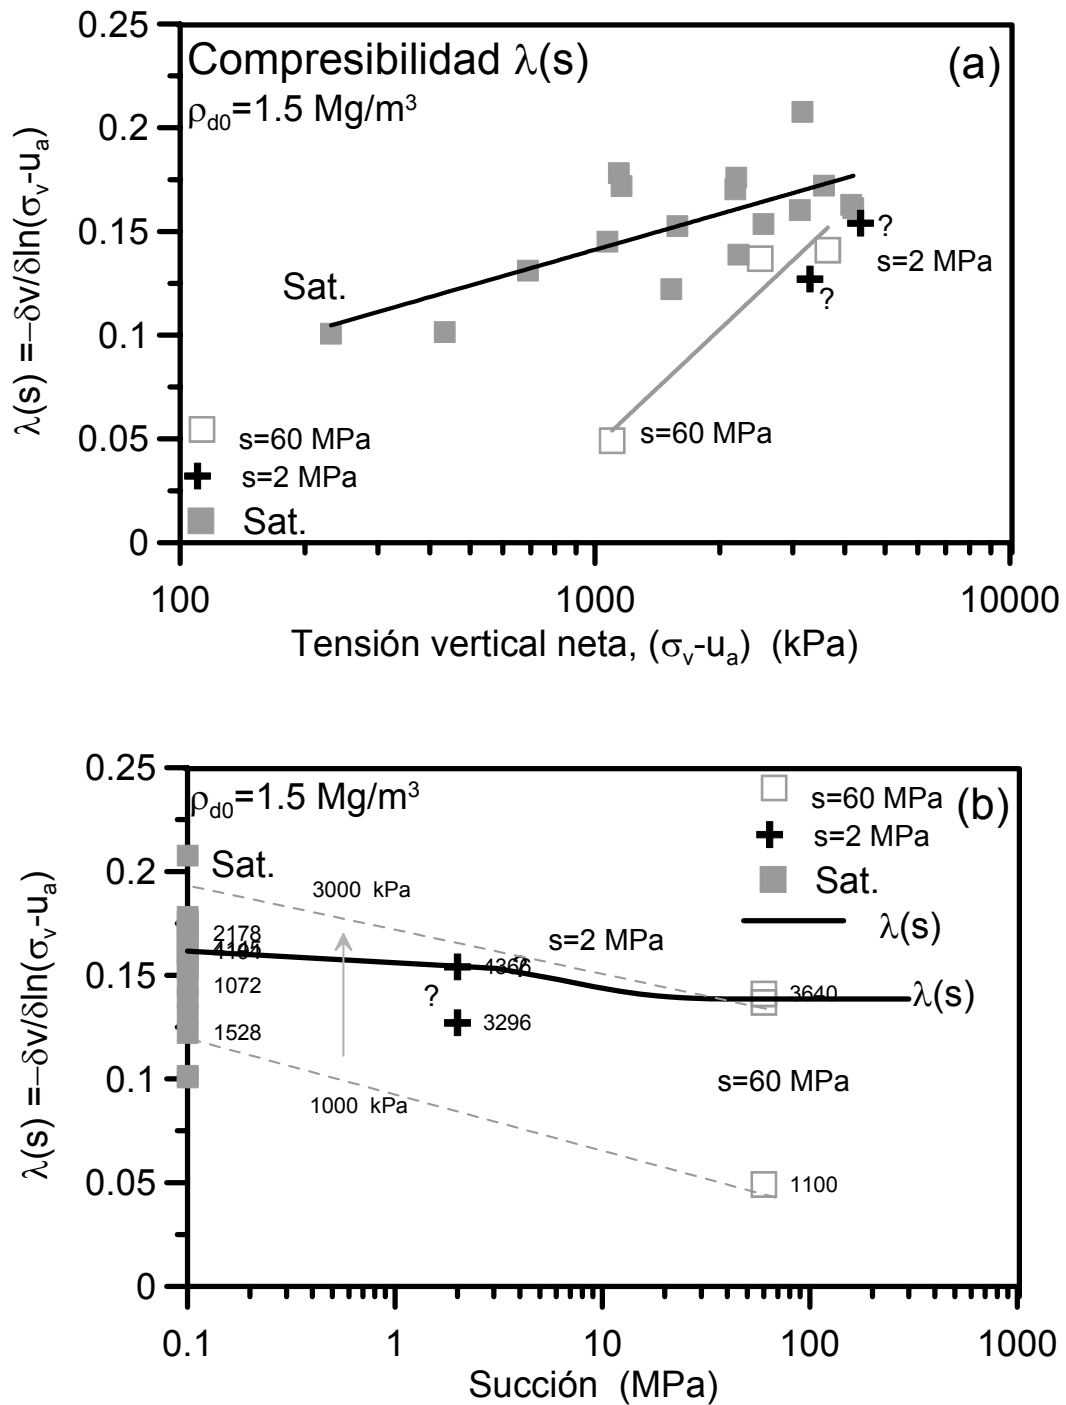 0.25
Compresibilidad λ(s)
(a)
ρd0=1.5 Mg/m³
0.2
0.15
0.1
0.05
0
λ(s) =−δv/δln(σv-ua)
Sat.
?
s=2 MPa
?
s=60 MPa
s=60 MPa
s=2 MPa
Sat.
100
1000
10000
Tensión vertical neta, (σv-ua) (kPa)
0.25
ρd0=1.5 Mg/m³
s=60 MPa
(b)
s=2 MPa
Sat.
λ(s)
0.2
0.15
0.1
0.05
0
λ(s) =−δv/δln(σv-ua)
Sat.
3000 kPa
2178
s=2 MPa
4366
1072
?
3640
λ(s)
1528
3296
s=60 MPa
1000 kPa
1100
0.1
1
10
100
1000
Succión (MPa)